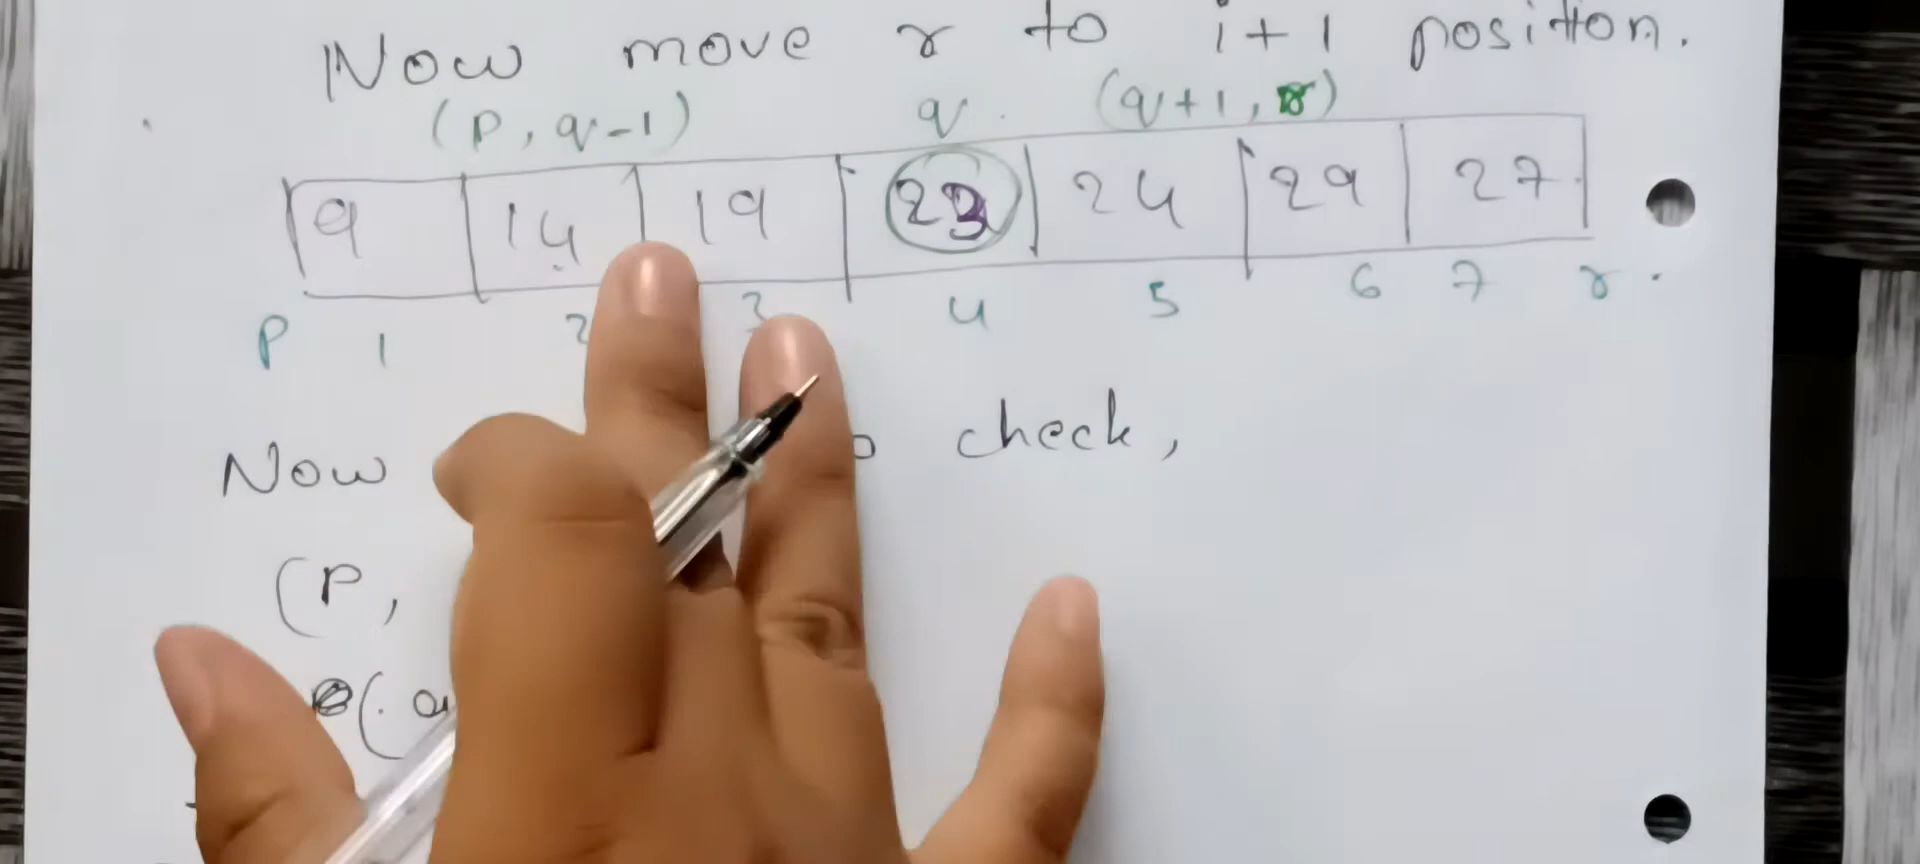 Now move r to i+1 position.
(P, q-1) q. (q+1, r)
9 14 19 23 24 29 27
P 1 2 3 4 5 6 7 r.
Now check,
(P,
(